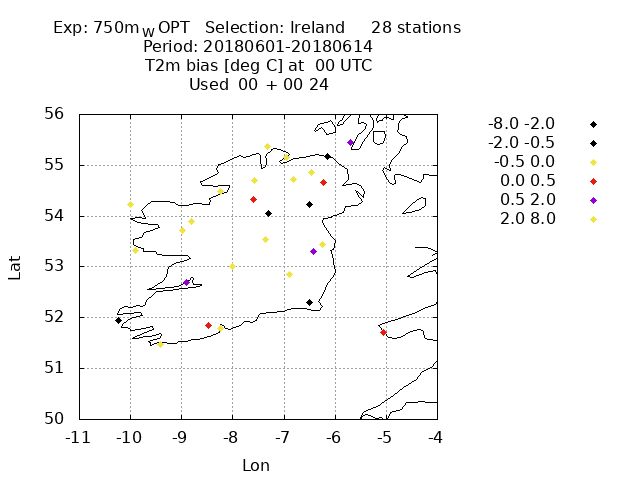 Exp: 750mWOPT Selection: Ireland 28 stations
Period: 20180601-20180614
T2m bias [deg C] at 00 UTC
Used 00 + 00 24
-8.0 -2.0
-2.0 -0.5
-0.5 0.0
0.0 0.5
0.5 2.0
2.0 8.0
56
55
54
53
52
51
50
Lat
-11 -10 -9 -8 -7 -6 -5 -4
Lon